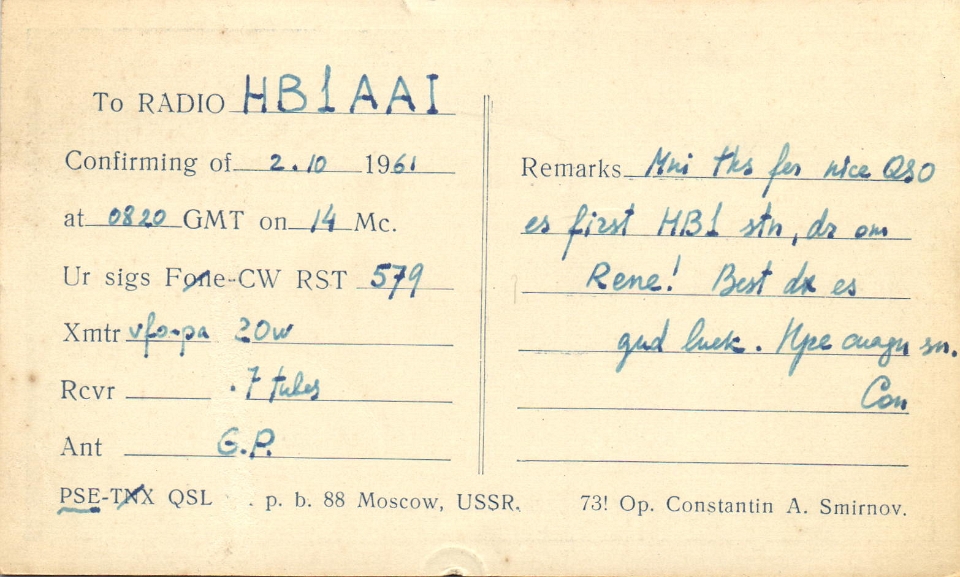 To RADIO HB1AAI
Confirming of 2.10 1961
at 0820 GMT on 14 Mc.
Ur sigs Fone-CW RST 579
Xmtr vfo-pa 20w
Rcvr . 7 tubes
Ant G.P.
PSE-TNX QSL . p. b. 88 Moscow, USSR.
Remarks Mni tks fer nice QSO
es first HB1 stn, dr om
Rene! Best dx es
gud luck. Hpe cuagn sn.
Con
73! Op. Constantin A. Smirnov.